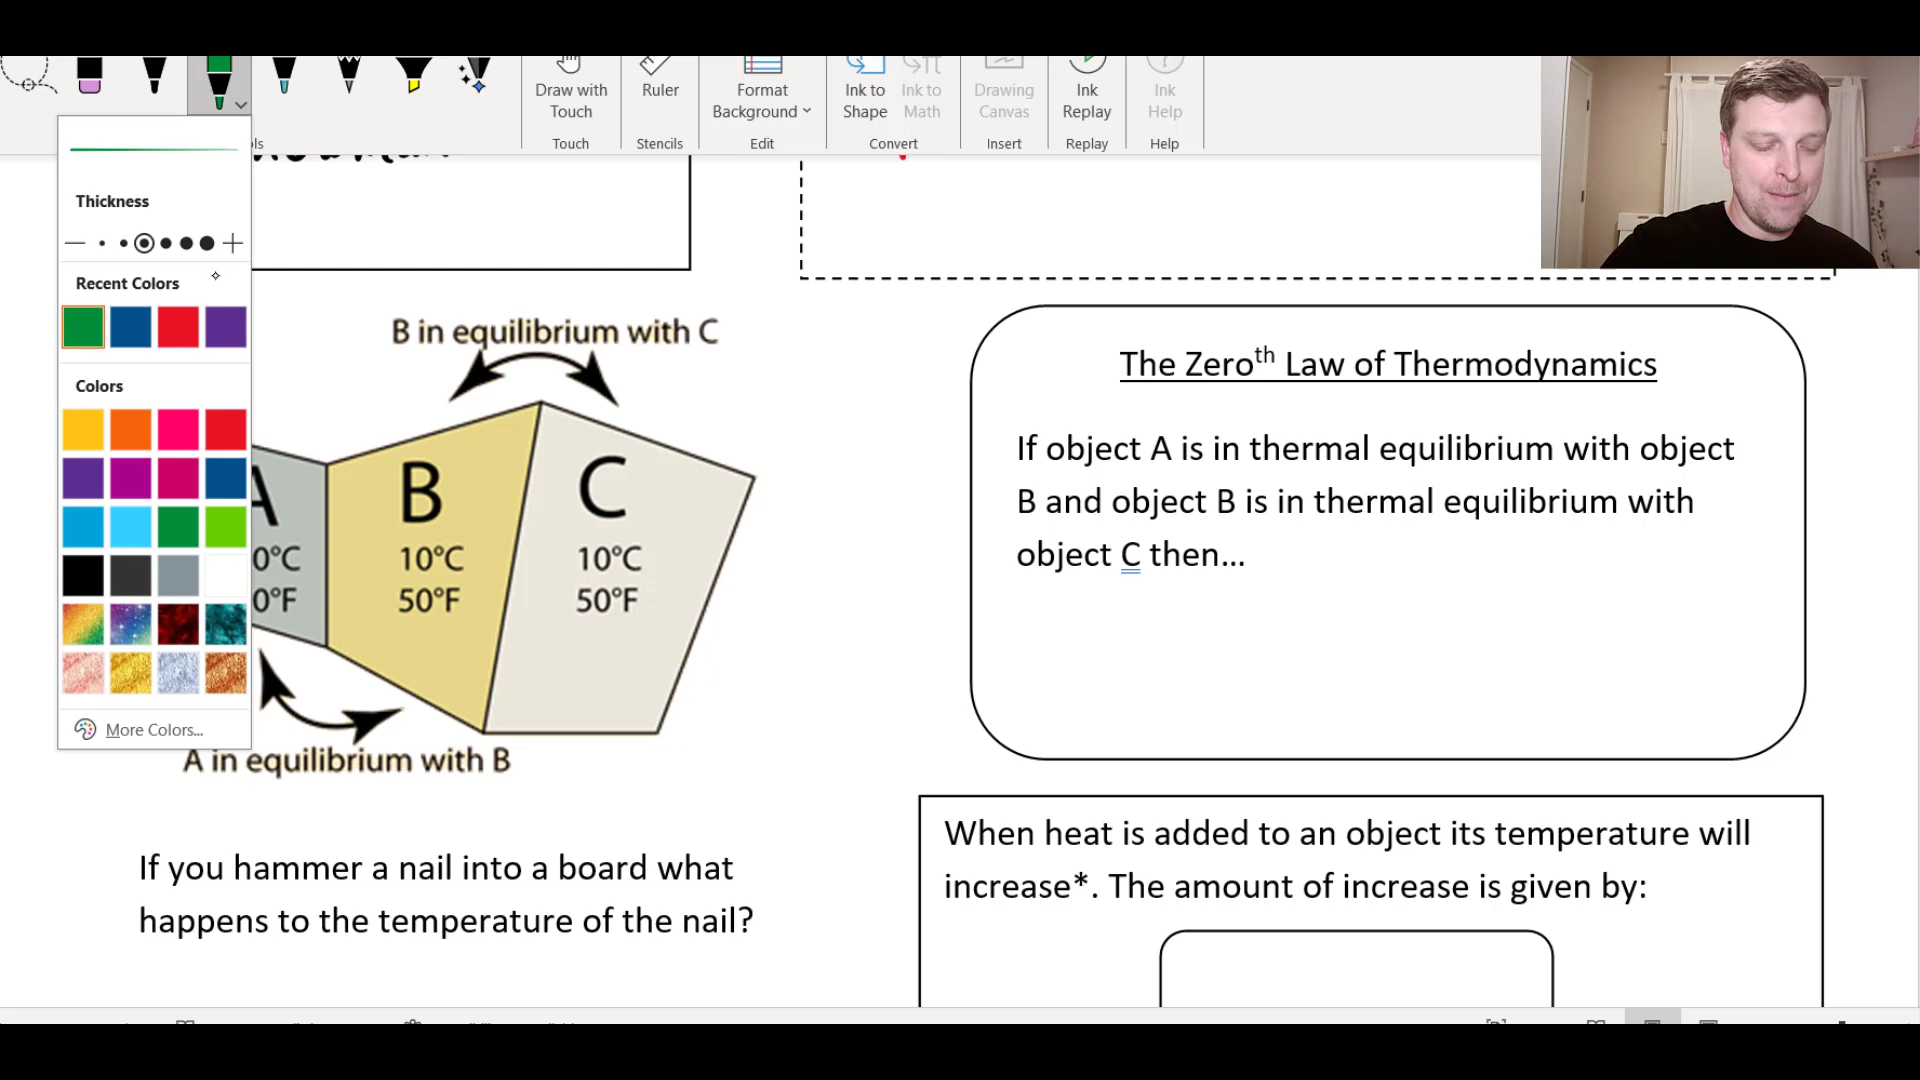 Draw with
Touch
Ruler
Format
Background
Ink to
Shape
Ink to
Math
Drawing
Canvas
Ink
Replay
Ink
Help
ls
Touch
Stencils
Edit
Convert
Insert
Replay
Help
Thickness
Recent Colors
Colors
More Colors...
B in equilibrium with C
A
0°C
0°F
B
10°C
50°F
C
10°C
50°F
A in equilibrium with B
The Zeroth Law of Thermodynamics
If object A is in thermal equilibrium with object
B and object B is in thermal equilibrium with
object C then...
If you hammer a nail into a board what
happens to the temperature of the nail?
When heat is added to an object its temperature will
increase*. The amount of increase is given by: